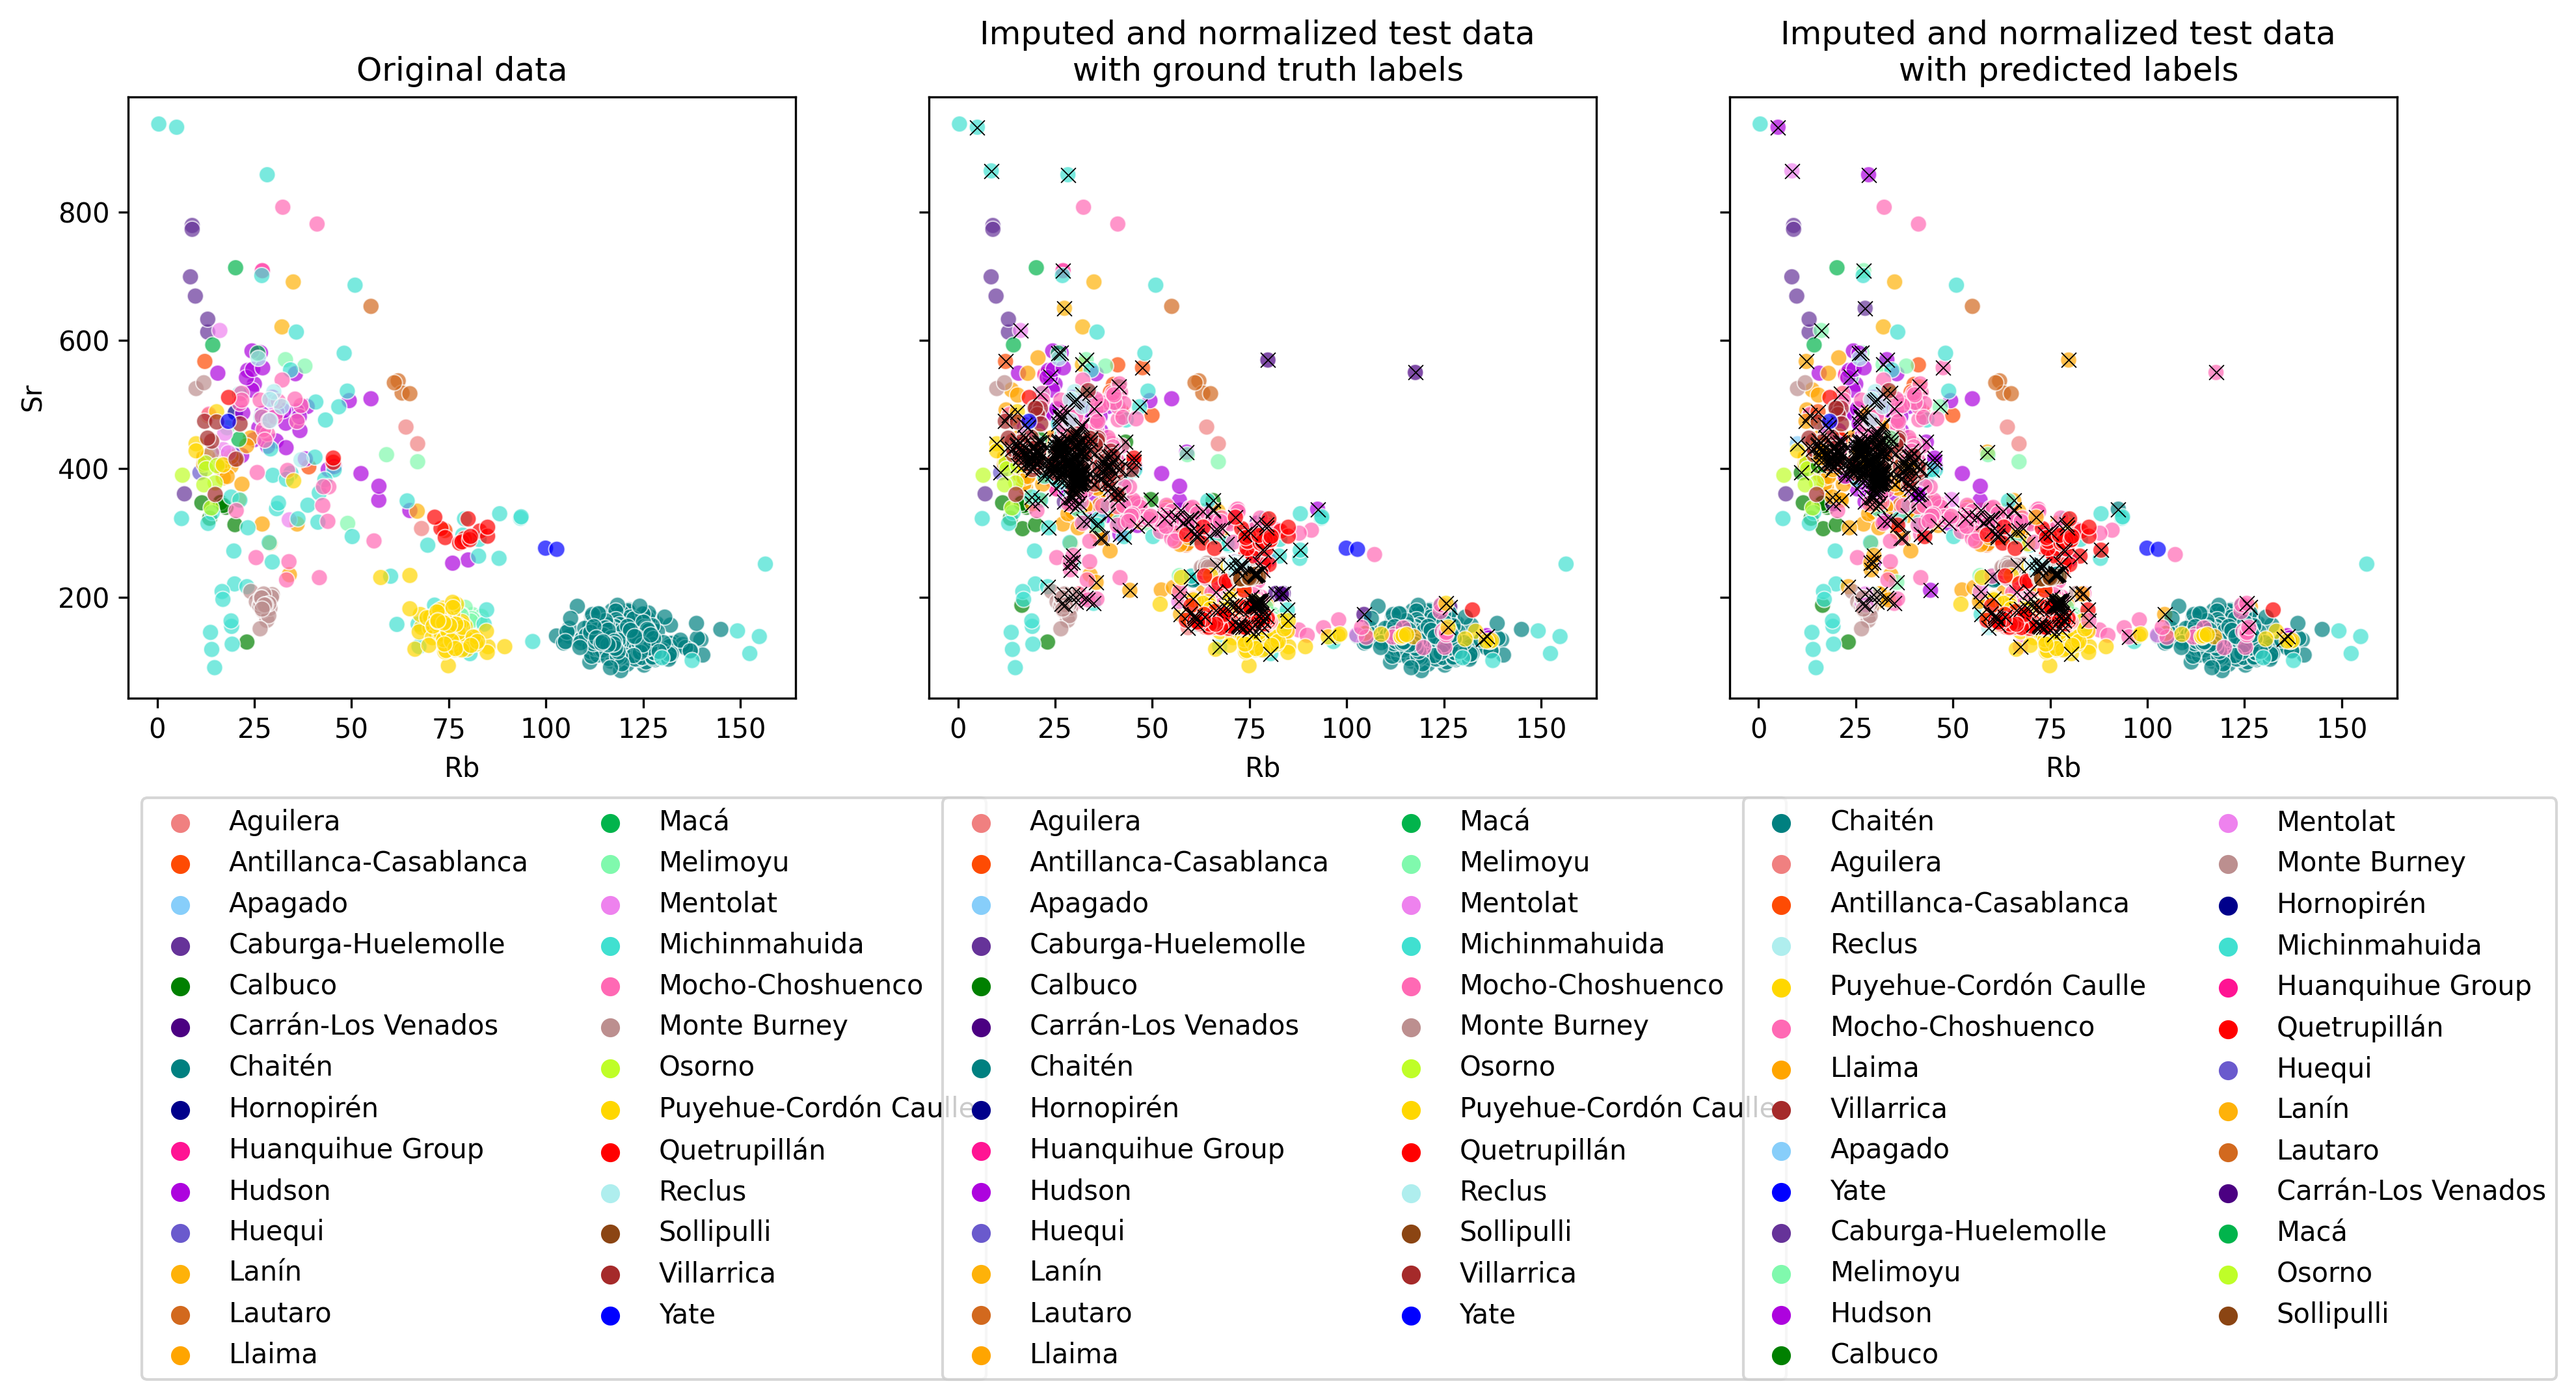 Original data
Imputed and normalized test data
with ground truth labels
Imputed and normalized test data
with predicted labels
Sr
800
600
400
200
0 25 50 75 100 125 150
Rb
0 25 50 75 100 125 150
Rb
0 25 50 75 100 125 150
Rb
Aguilera
Antillanca-Casablanca
Apagado
Caburga-Huelemolle
Calbuco
Carrán-Los Venados
Chaitén
Hornopirén
Huanquihue Group
Hudson
Huequi
Lanín
Lautaro
Llaima
Macá
Melimoyu
Mentolat
Michinmahuida
Mocho-Choshuenco
Monte Burney
Osorno
Puyehue-Cordón Caulle
Quetrupillán
Reclus
Sollipulli
Villarrica
Yate
Aguilera
Antillanca-Casablanca
Apagado
Caburga-Huelemolle
Calbuco
Carrán-Los Venados
Chaitén
Hornopirén
Huanquihue Group
Hudson
Huequi
Lanín
Lautaro
Llaima
Macá
Melimoyu
Mentolat
Michinmahuida
Mocho-Choshuenco
Monte Burney
Osorno
Puyehue-Cordón Caulle
Quetrupillán
Reclus
Sollipulli
Villarrica
Yate
Chaitén
Aguilera
Antillanca-Casablanca
Reclus
Puyehue-Cordón Caulle
Mocho-Choshuenco
Llaima
Villarrica
Apagado
Yate
Caburga-Huelemolle
Melimoyu
Hudson
Calbuco
Mentolat
Monte Burney
Hornopirén
Michinmahuida
Huanquihue Group
Quetrupillán
Huequi
Lanín
Lautaro
Carrán-Los Venados
Macá
Osorno
Sollipulli